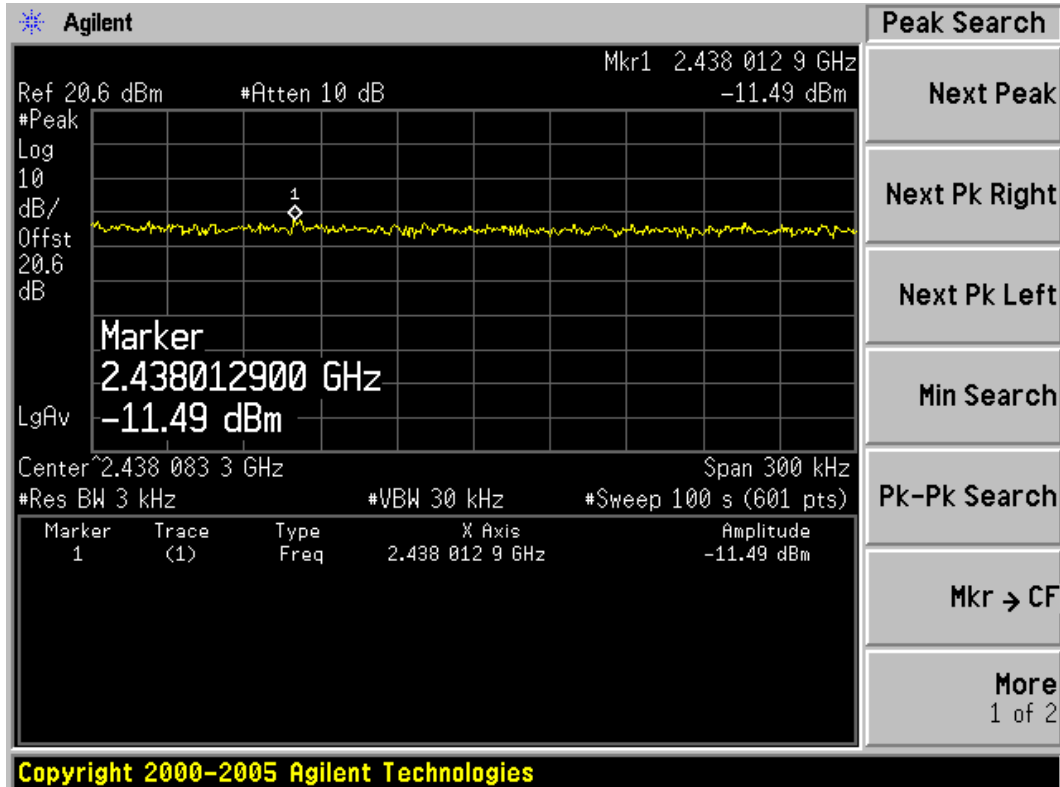 Agilent
Peak Search
Mkr1 2.438 012 9 GHz
Ref 20.6 dBm #Atten 10 dB -11.49 dBm
#Peak
Log
10
dB/
Offst
20.6
dB
1
Marker
2.438012900 GHz
-11.49 dBm
LgAv
Center^2.438 083 3 GHz Span 300 kHz
#Res BW 3 kHz #VBW 30 kHz #Sweep 100 s (601 pts)
Marker Trace Type X Axis Amplitude
1 (1) Freq 2.438 012 9 GHz -11.49 dBm
Next Peak
Next Pk Right
Next Pk Left
Min Search
Pk-Pk Search
Mkr → CF
More
1 of 2
Copyright 2000-2005 Agilent Technologies